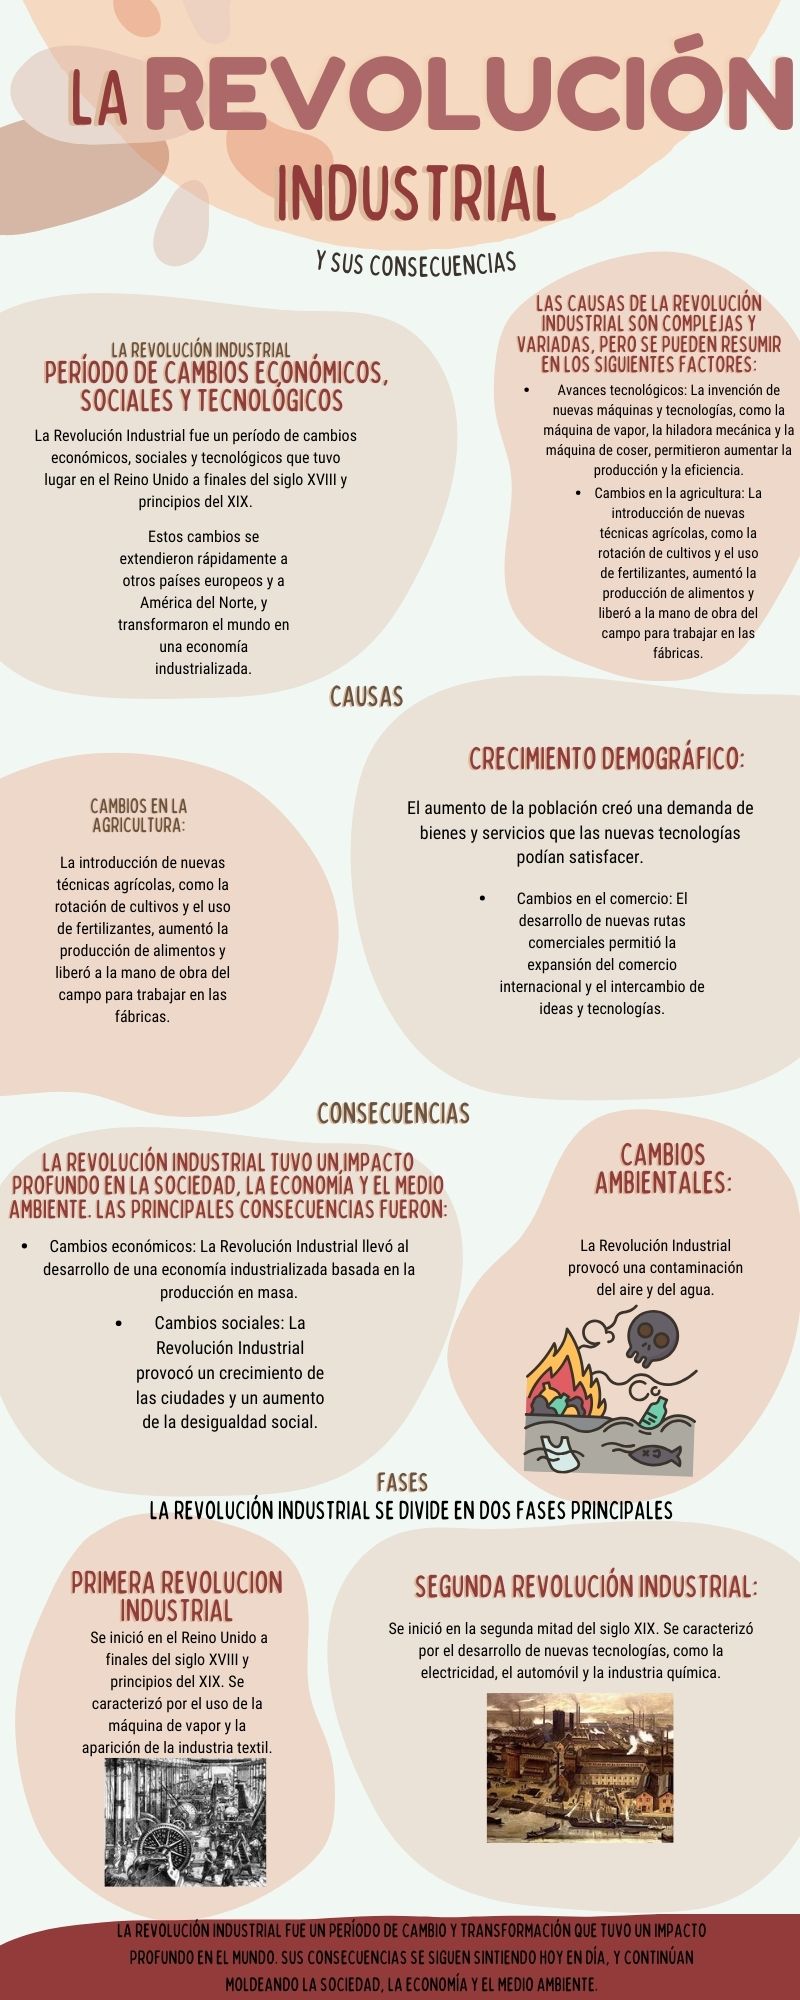 LA REVOLUCIÓN
INDUSTRIAL
Y SUS CONSECUENCIAS
LA REVOLUCIÓN INDUSTRIAL
PERÍODO DE CAMBIOS ECONÓMICOS,
SOCIALES Y TECNOLÓGICOS
La Revolución Industrial fue un período de cambios
económicos, sociales y tecnológicos que tuvo
lugar en el Reino Unido a finales del siglo XVIII y
principios del XIX.
Estos cambios se
extendieron rápidamente a
otros países europeos y a
América del Norte, y
transformaron el mundo en
una economía
industrializada.
LAS CAUSAS DE LA REVOLUCIÓN
INDUSTRIAL SON COMPLEJAS Y
VARIADAS, PERO SE PUEDEN RESUMIR
EN LOS SIGUIENTES FACTORES:
• Avances tecnológicos: La invención de
nuevas máquinas y tecnologías, como la
máquina de vapor, la hiladora mecánica y la
máquina de coser, permitieron aumentar la
producción y la eficiencia.
• Cambios en la agricultura: La
introducción de nuevas
técnicas agrícolas, como la
rotación de cultivos y el uso
de fertilizantes, aumentó la
producción de alimentos y
liberó a la mano de obra del
campo para trabajar en las
fábricas.
CAUSAS
CAMBIOS EN LA
AGRICULTURA:
La introducción de nuevas
técnicas agrícolas, como la
rotación de cultivos y el uso
de fertilizantes, aumentó la
producción de alimentos y
liberó a la mano de obra del
campo para trabajar en las
fábricas.
CRECIMIENTO DEMOGRÁFICO:
El aumento de la población creó una demanda de
bienes y servicios que las nuevas tecnologías
podían satisfacer.
• Cambios en el comercio: El
desarrollo de nuevas rutas
comerciales permitió la
expansión del comercio
internacional y el intercambio de
ideas y tecnologías.
CONSECUENCIAS
LA REVOLUCIÓN INDUSTRIAL TUVO UN IMPACTO
PROFUNDO EN LA SOCIEDAD, LA ECONOMÍA Y EL MEDIO
AMBIENTE. LAS PRINCIPALES CONSECUENCIAS FUERON:
• Cambios económicos: La Revolución Industrial llevó al
desarrollo de una economía industrializada basada en la
producción en masa.
• Cambios sociales: La
Revolución Industrial
provocó un crecimiento de
las ciudades y un aumento
de la desigualdad social.
CAMBIOS
AMBIENTALES:
La Revolución Industrial
provocó una contaminación
del aire y del agua.
FASES
LA REVOLUCIÓN INDUSTRIAL SE DIVIDE EN DOS FASES PRINCIPALES
PRIMERA REVOLUCION
INDUSTRIAL
Se inició en el Reino Unido a
finales del siglo XVIII y
principios del XIX. Se
caracterizó por el uso de la
máquina de vapor y la
aparición de la industria textil.
SEGUNDA REVOLUCIÓN INDUSTRIAL:
Se inició en la segunda mitad del siglo XIX. Se caracterizó
por el desarrollo de nuevas tecnologías, como la
electricidad, el automóvil y la industria química.
LA REVOLUCIÓN INDUSTRIAL FUE UN PERÍODO DE CAMBIO Y TRANSFORMACIÓN QUE TUVO UN IMPACTO
PROFUNDO EN EL MUNDO. SUS CONSECUENCIAS SE SIGUEN SINTIENDO HOY EN DÍA, Y CONTINÚAN
MOLDEANDO LA SOCIEDAD, LA ECONOMÍA Y EL MEDIO AMBIENTE.